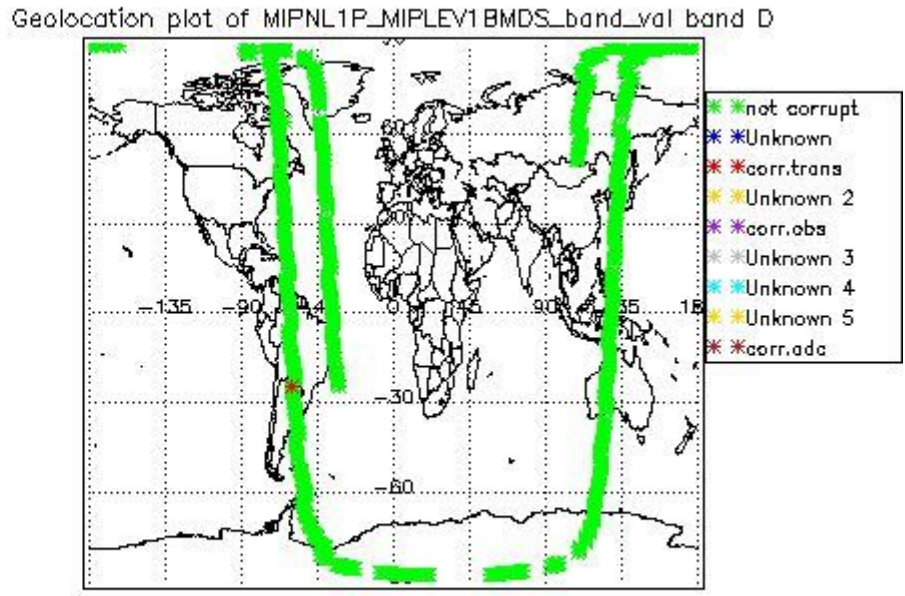 Geolocation plot of MIPNL1P_MIPLEV1BMDS_band_val band D
not corrupt
Unknown
corr.trans
Unknown 2
corr.obs
Unknown 3
Unknown 4
Unknown 5
corr.adc
-135 -90 0 90 18
-30
-60